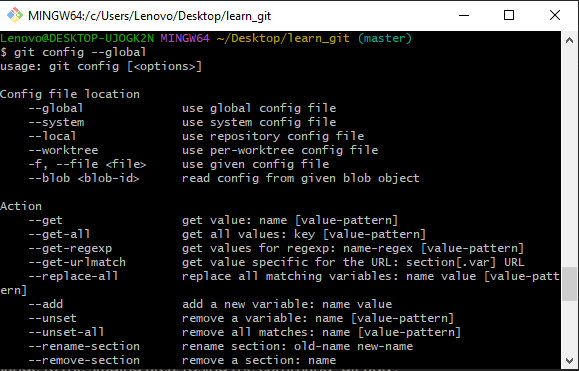 MINGW64:/c/Users/Lenovo/Desktop/learn_git
Lenovo@DESKTOP-UJOGK2N MINGW64 ~/Desktop/learn_git (master)
$ git config --global
usage: git config [<options>]

Config file location
    --global              use global config file
    --system              use system config file
    --local               use repository config file
    --worktree            use per-worktree config file
    -f, --file <file>     use given config file
    --blob <blob-id>      read config from given blob object

Action
    --get                 get value: name [value-pattern]
    --get-all             get all values: key [value-pattern]
    --get-regexp          get values for regexp: name-regex [value-pattern]
    --get-urlmatch        get value specific for the URL: section[.var] URL
    --replace-all         replace all matching variables: name value [value-patt
ern]
    --add                 add a new variable: name value
    --unset               remove a variable: name [value-pattern]
    --unset-all           remove all matches: name [value-pattern]
    --rename-section      rename section: old-name new-name
    --remove-section      remove a section: name